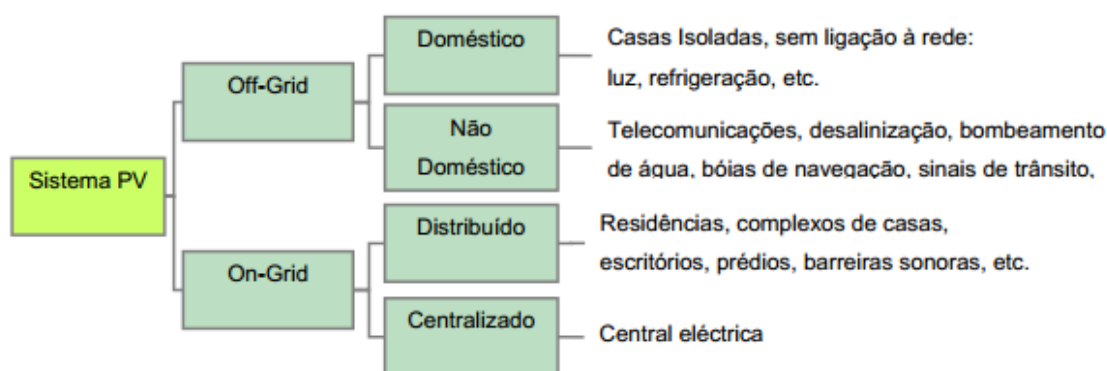 Sistema PV
Off-Grid
Doméstico
Casas Isoladas, sem ligação à rede:
luz, refrigeração, etc.
Não
Doméstico
Telecomunicações, desalinização, bombeamento
de água, bóias de navegação, sinais de trânsito,
On-Grid
Distribuído
Residências, complexos de casas,
escritórios, prédios, barreiras sonoras, etc.
Centralizado
Central eléctrica